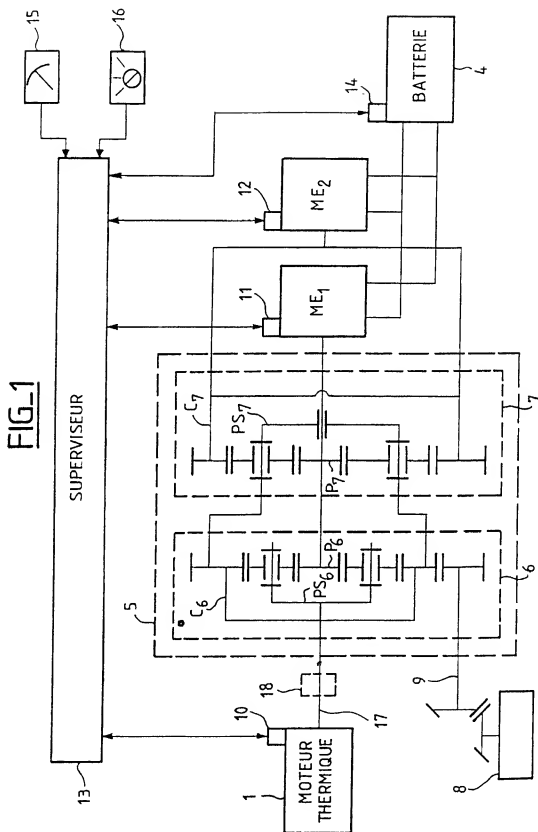 FIG_1
SUPERVISEUR
13
15
16
BATTERIE
4
14
ME2
12
ME1
11
5
C7
PS7
P7
7
C6
PS6
P6
6
18
17
9
8
10
MOTEUR
THERMIQUE
1